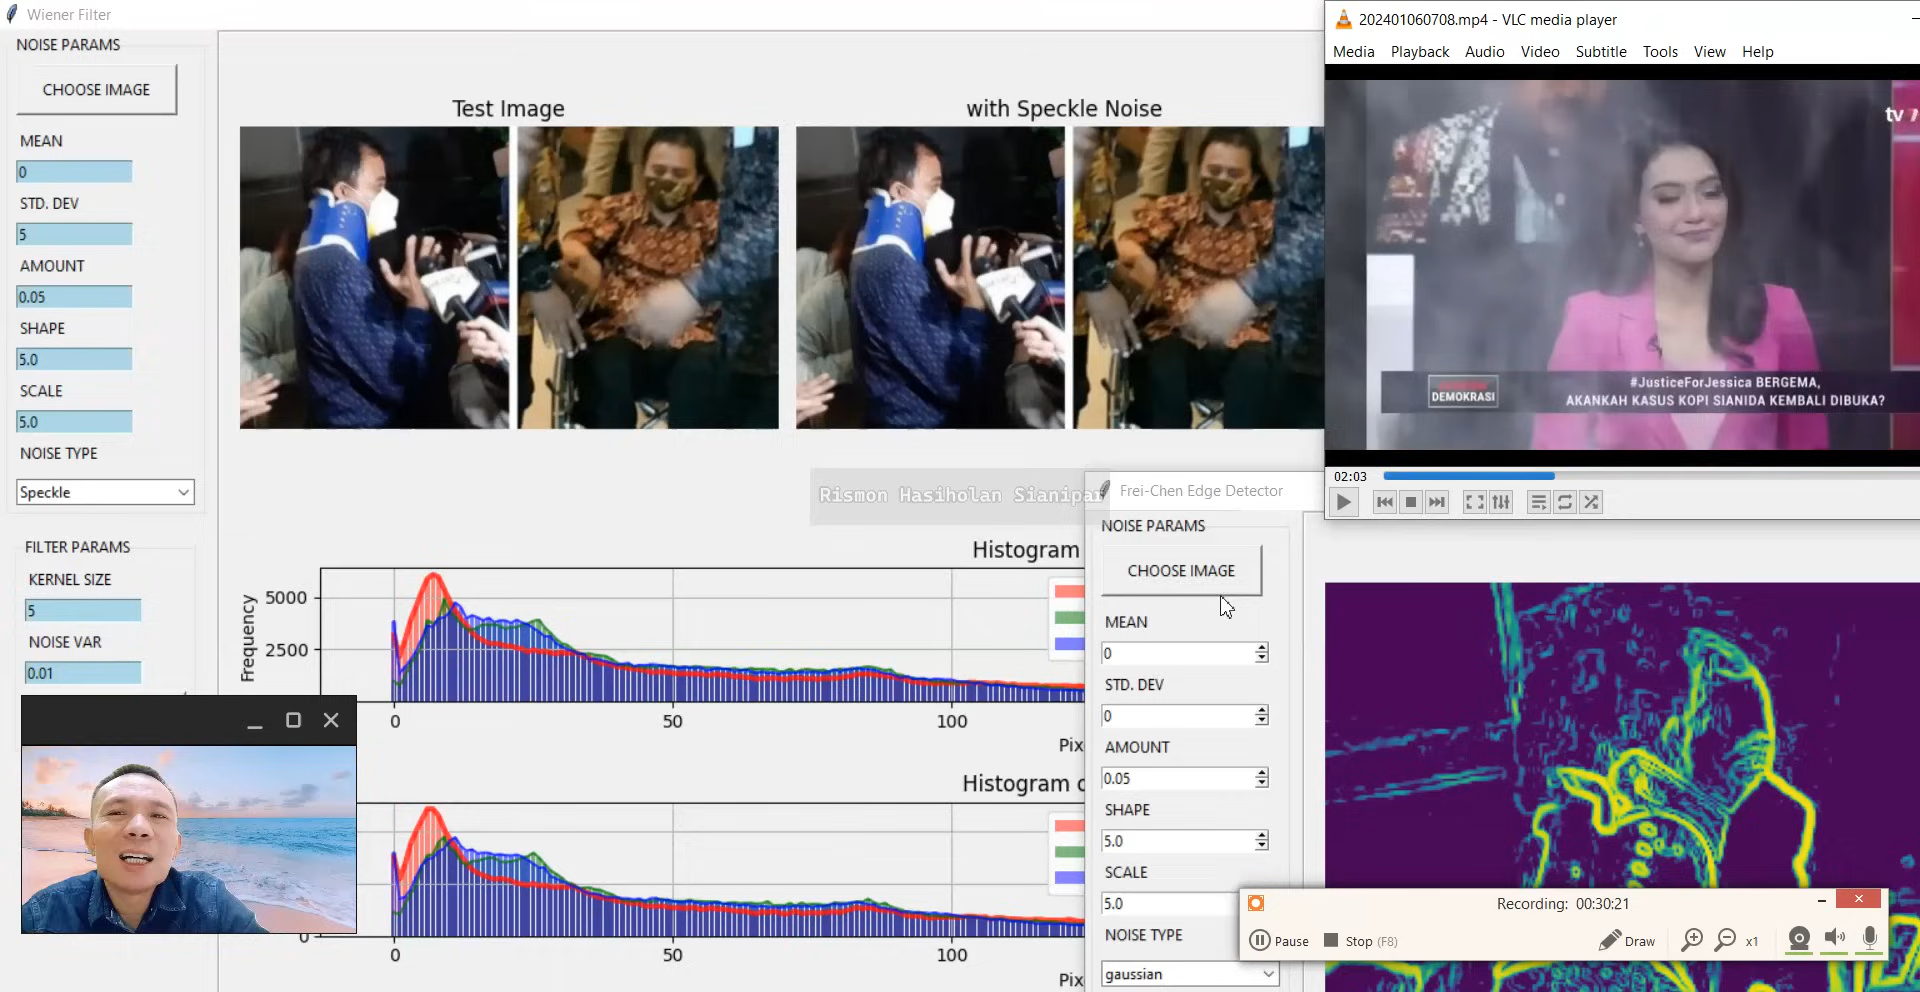 Wiener Filter
NOISE PARAMS
CHOOSE IMAGE
MEAN
0
STD. DEV
5
AMOUNT
0.05
SHAPE
5.0
SCALE
5.0
NOISE TYPE
Speckle
FILTER PARAMS
KERNEL SIZE
5
NOISE VAR
0.01
Test Image
with Speckle Noise
Rismon Hasiholan Sianipar
Histogram
Frequency
5000
2500
0
50
100
Pix
Histogram
0
0
50
100
Pix
Frei-Chen Edge Detector
NOISE PARAMS
CHOOSE IMAGE
MEAN
0
STD. DEV
0
AMOUNT
0.05
SHAPE
5.0
SCALE
5.0
NOISE TYPE
gaussian
202401060708.mp4 - VLC media player
Media Playback Audio Video Subtitle Tools View Help
DEMOKRASI
#JusticeForJessica BERGEMA,
AKANKAH KASUS KOPI SIANIDA KEMBALI DIBUKA?
02:03
Recording: 00:30:21
Pause Stop (F8) Draw x1